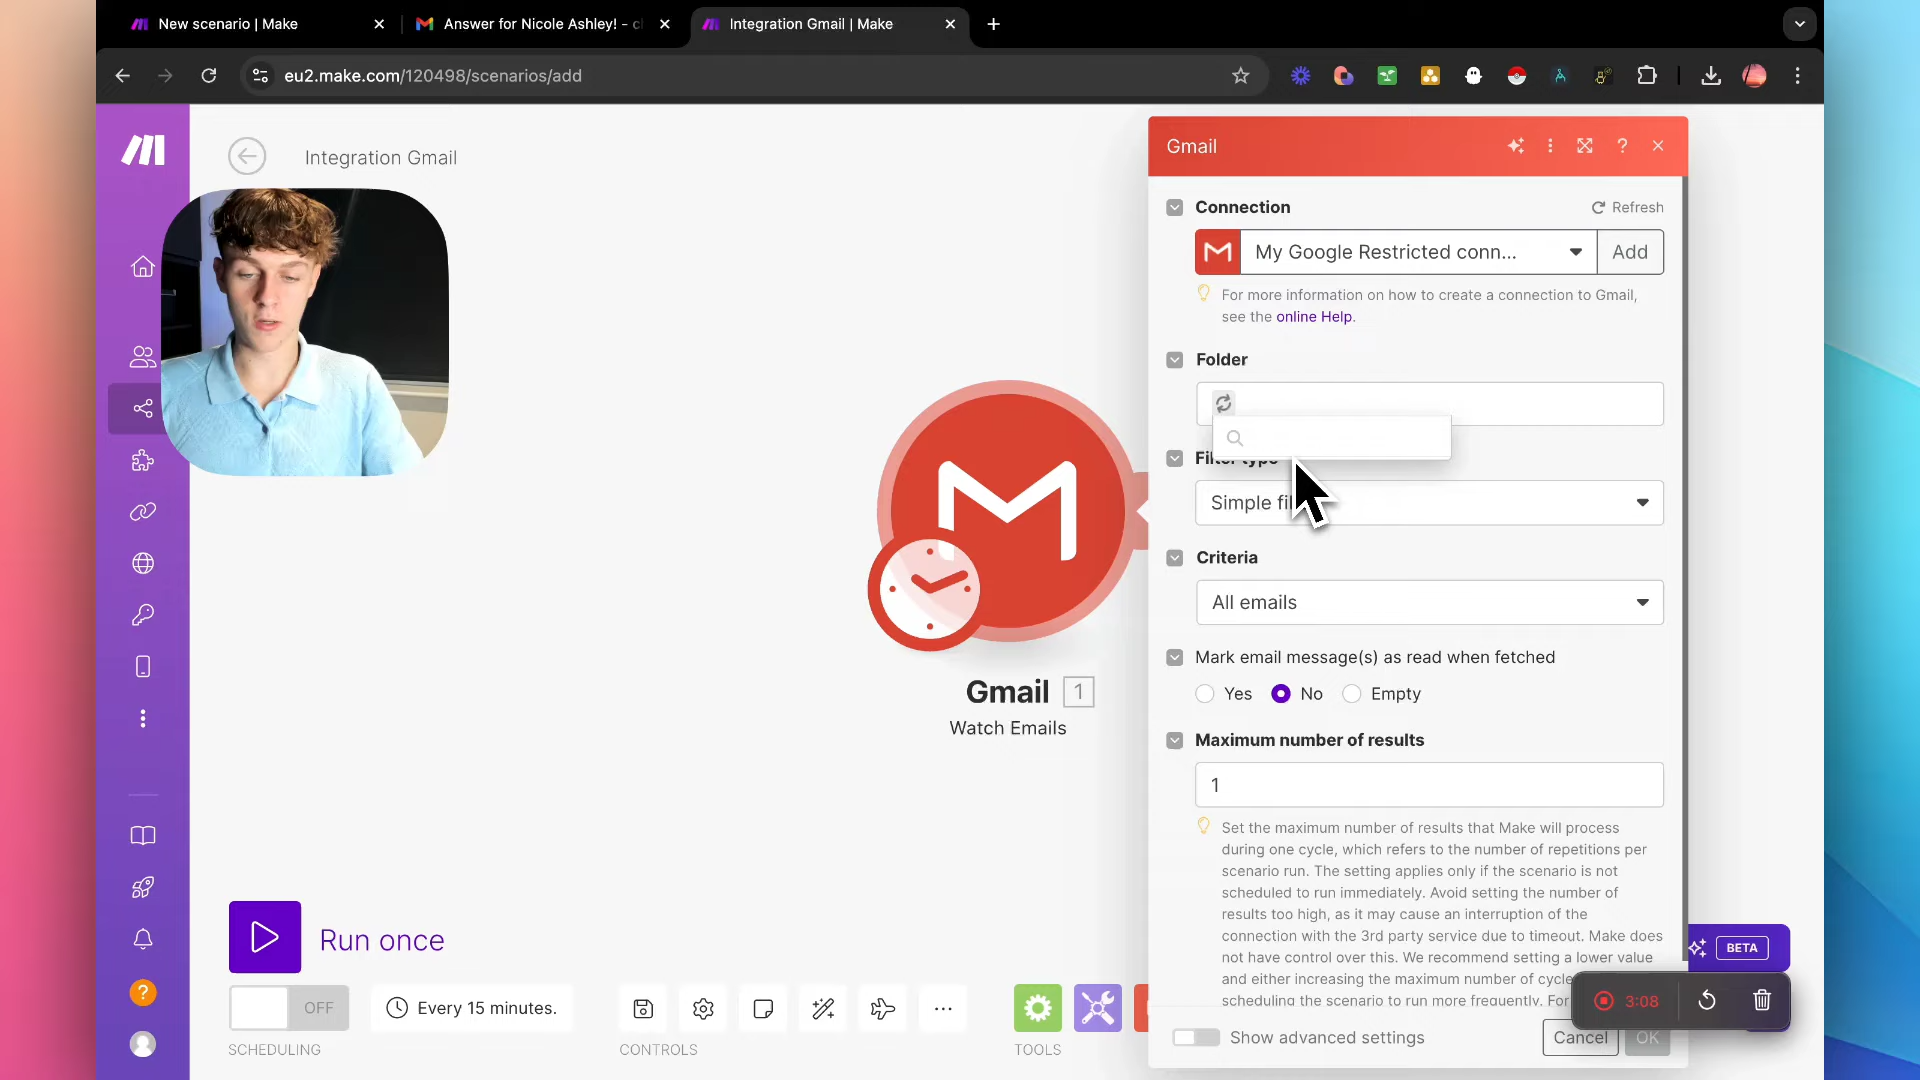 New scenario | Make
Answer for Nicole Ashley! - c
Integration Gmail | Make
eu2.make.com/120498/scenarios/add
Integration Gmail
Gmail
Connection
Refresh
My Google Restricted conn...
Add
For more information on how to create a connection to Gmail,
see the online Help.
Folder
Filter type
Simple fil
Criteria
All emails
Mark email message(s) as read when fetched
Yes
No
Empty
Maximum number of results
1
Set the maximum number of results that Make will process
during one cycle, which refers to the number of repetitions per
scenario run. The setting applies only if the scenario is not
scheduled to run immediately. Avoid setting the number of
results too high, as it may cause an interruption of the
connection with the 3rd party service due to timeout. Make does
not have control over this. We recommend setting a lower value
and either increasing the maximum number of cycle
scheduling the scenario to run more frequently. For
Show advanced settings
Cancel
OK
Gmail 1
Watch Emails
Run once
OFF
Every 15 minutes.
SCHEDULING
CONTROLS
TOOLS
BETA
3:08